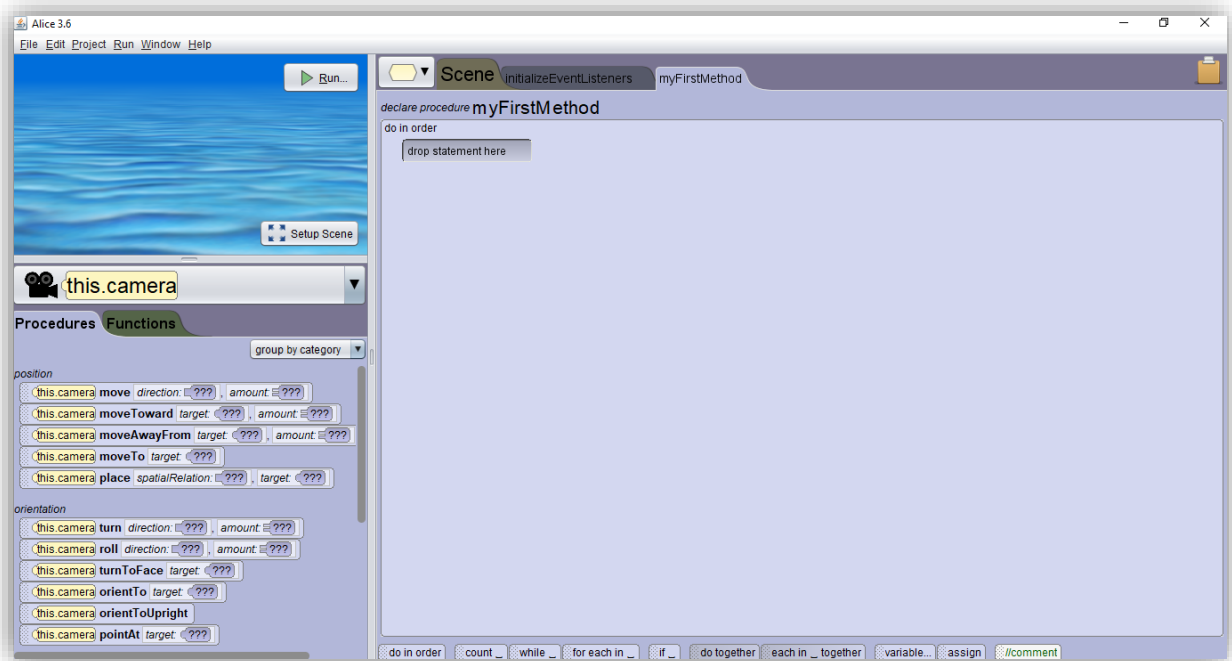 Alice 3.6
File Edit Project Run Window Help
Run...
Setup Scene
this.camera
Procedures Functions
group by category
position
this.camera move direction: ??? , amount: ???
this.camera moveToward target: ??? , amount: ???
this.camera moveAwayFrom target: ??? , amount: ???
this.camera moveTo target: ???
this.camera place spatialRelation: ??? , target: ???
orientation
this.camera turn direction: ??? , amount: ???
this.camera roll direction: ??? , amount: ???
this.camera turnToFace target: ???
this.camera orientTo target: ???
this.camera orientToUpright
this.camera pointAt target: ???
Scene initializeEventListeners myFirstMethod
declare procedure myFirstMethod
do in order
drop statement here
do in order count _ while _ for each in _ if _ do together each in _ together variable... assign //comment